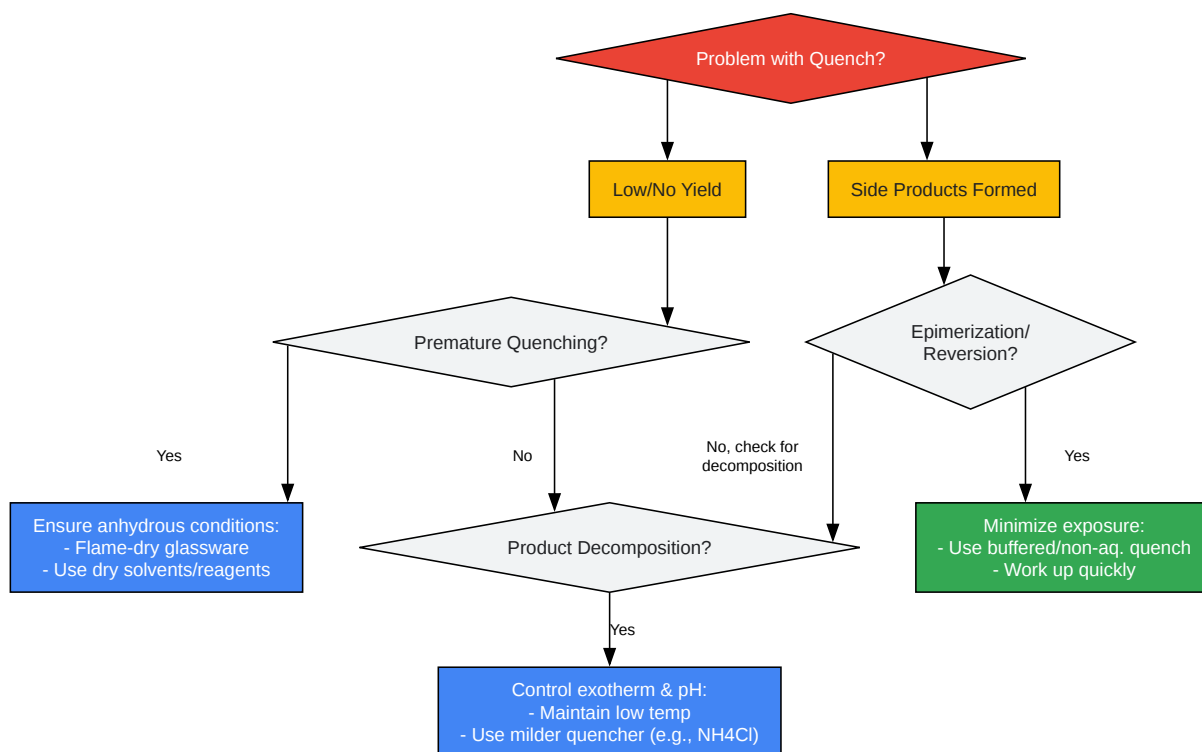 Problem with Quench?
Low/No Yield
Side Products Formed
Premature Quenching?
Epimerization/
Reversion?
Yes
No
No, check for
decomposition
Yes
Ensure anhydrous conditions:
- Flame-dry glassware
- Use dry solvents/reagents
Product Decomposition?
Minimize exposure:
- Use buffered/non-aq. quench
- Work up quickly
Yes
Control exotherm & pH:
- Maintain low temp
- Use milder quencher (e.g., NH4Cl)